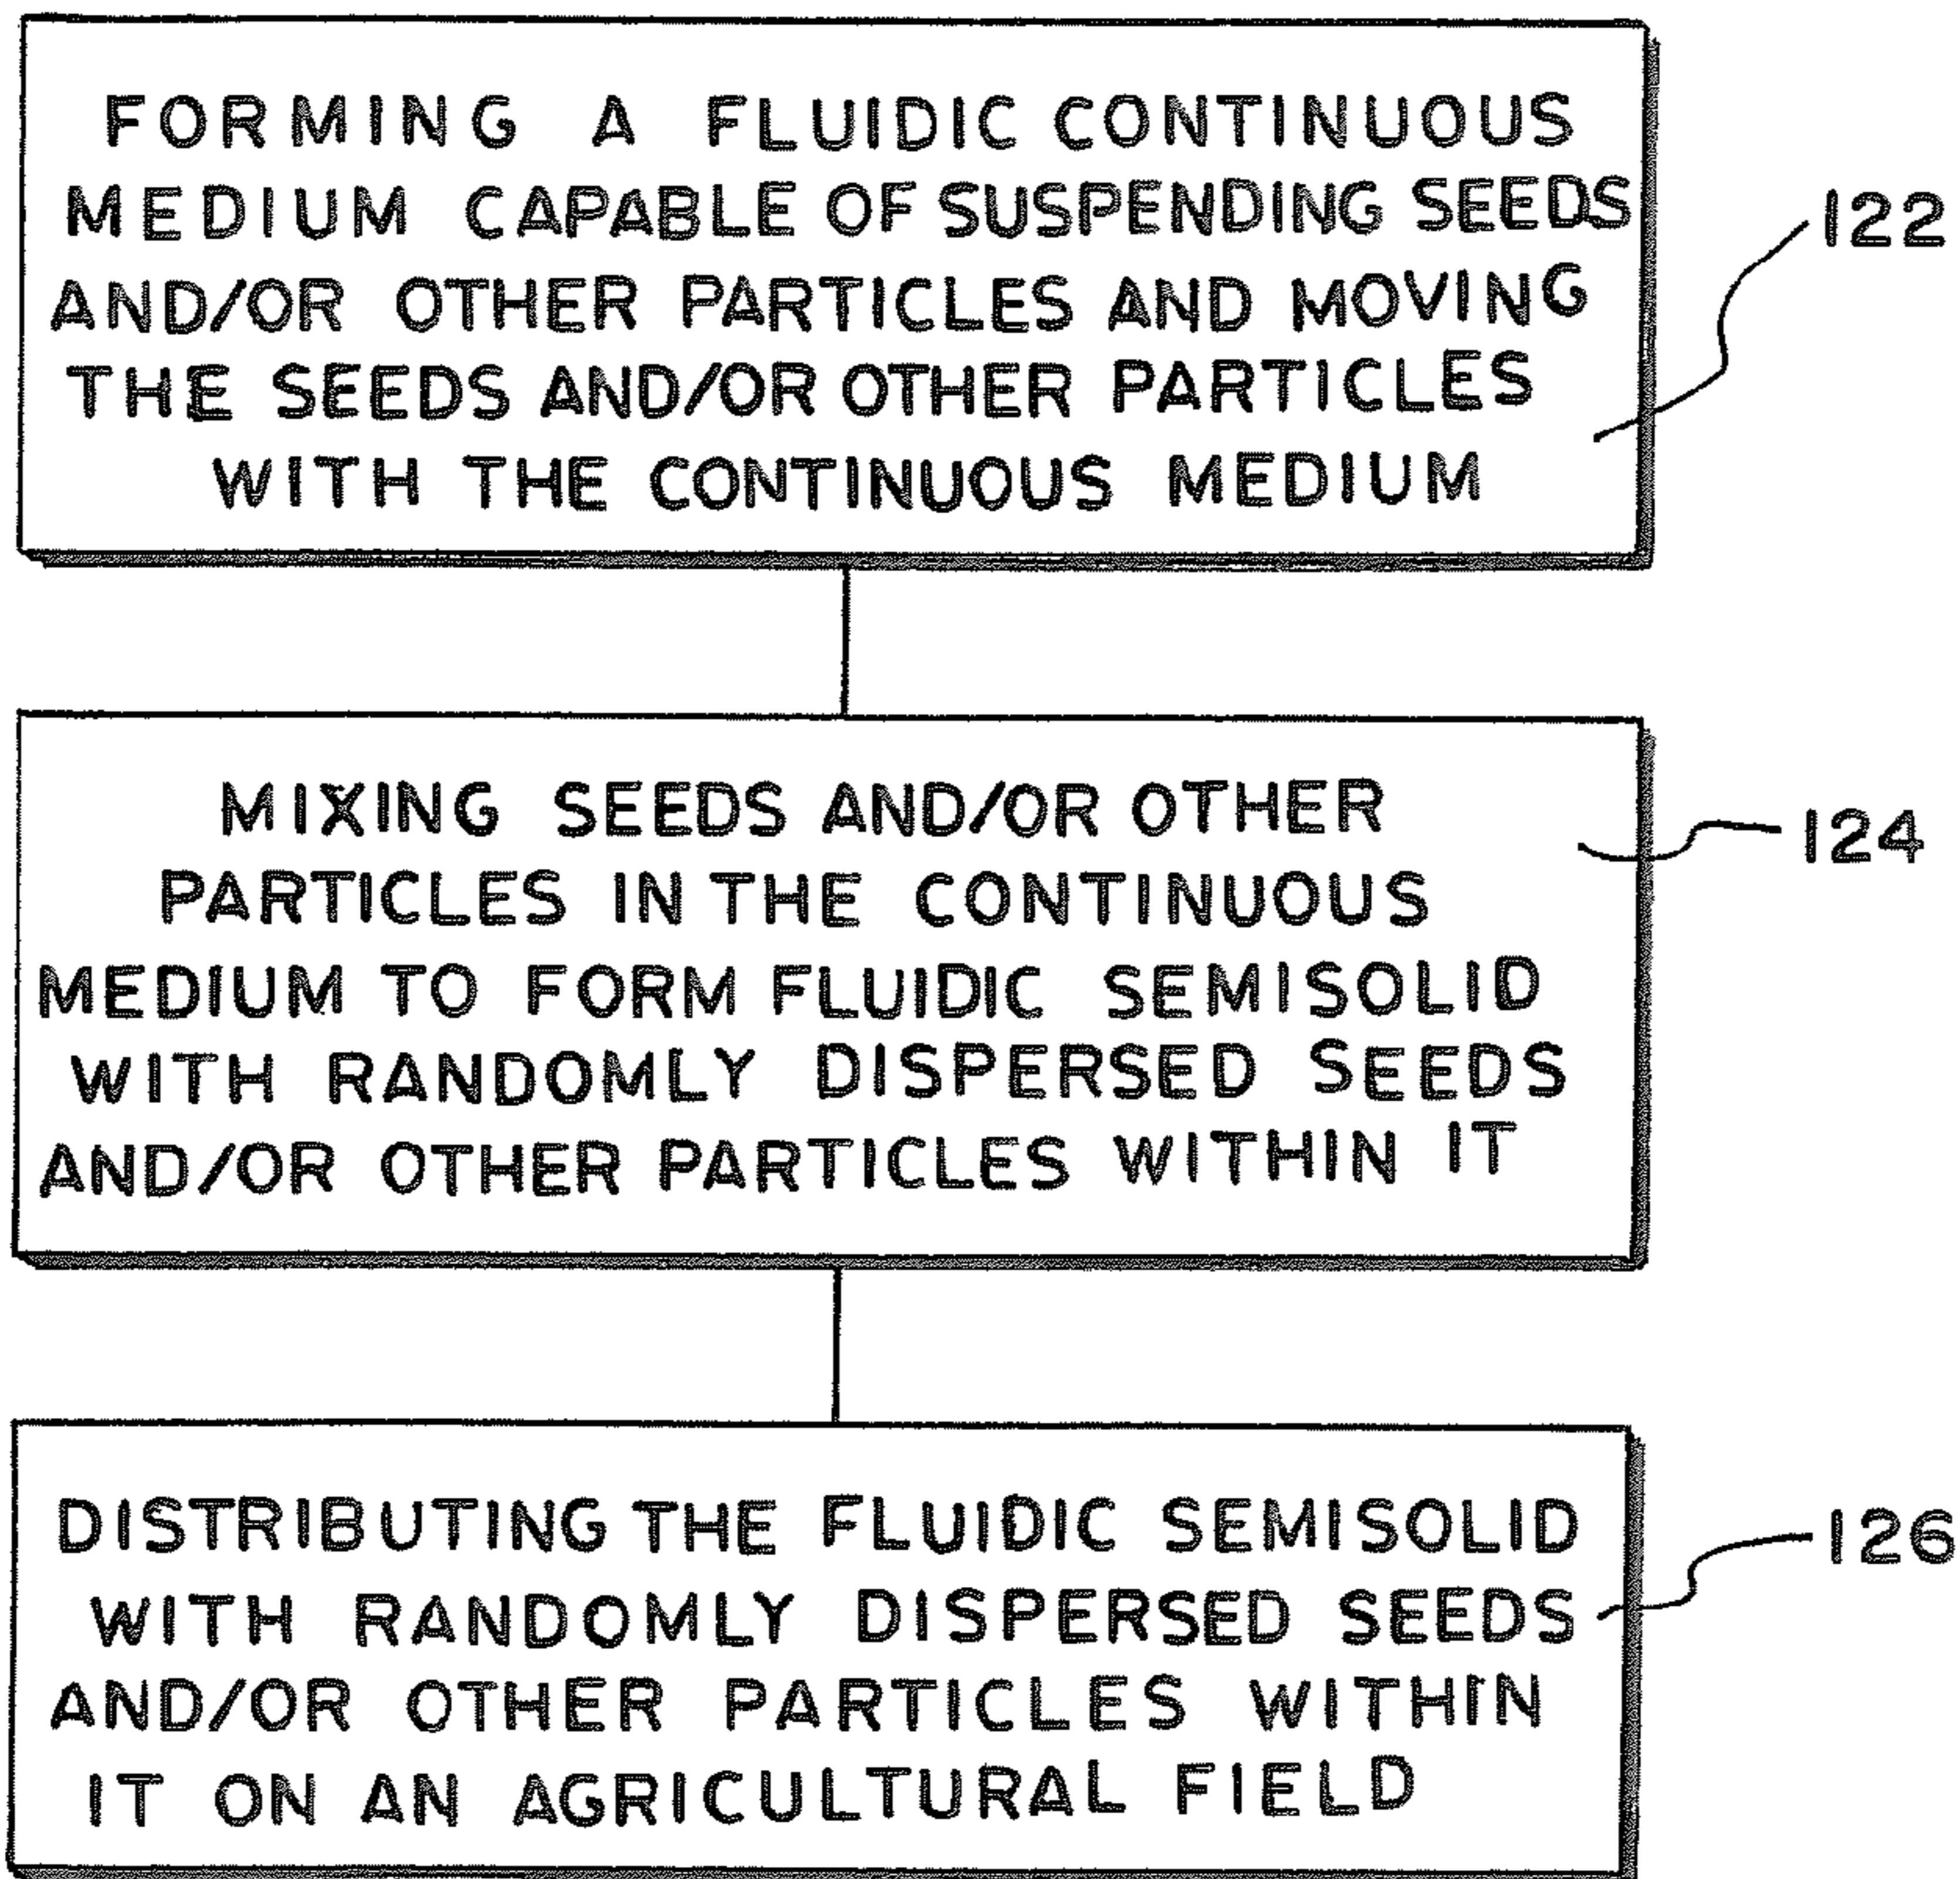 FORMING A FLUIDIC CONTINUOUS
MEDIUM CAPABLE OF SUSPENDING SEEDS
AND/OR OTHER PARTICLES AND MOVING
THE SEEDS AND/OR OTHER PARTICLES
WITH THE CONTINUOUS MEDIUM
122
MIXING SEEDS AND/OR OTHER
PARTICLES IN THE CONTINUOUS
MEDIUM TO FORM FLUIDIC SEMISOLID
WITH RANDOMLY DISPERSED SEEDS
AND/OR OTHER PARTICLES WITHIN IT
124
DISTRIBUTING THE FLUIDIC SEMISOLID
WITH RANDOMLY DISPERSED SEEDS
AND/OR OTHER PARTICLES WITHIN
IT ON AN AGRICULTURAL FIELD
126